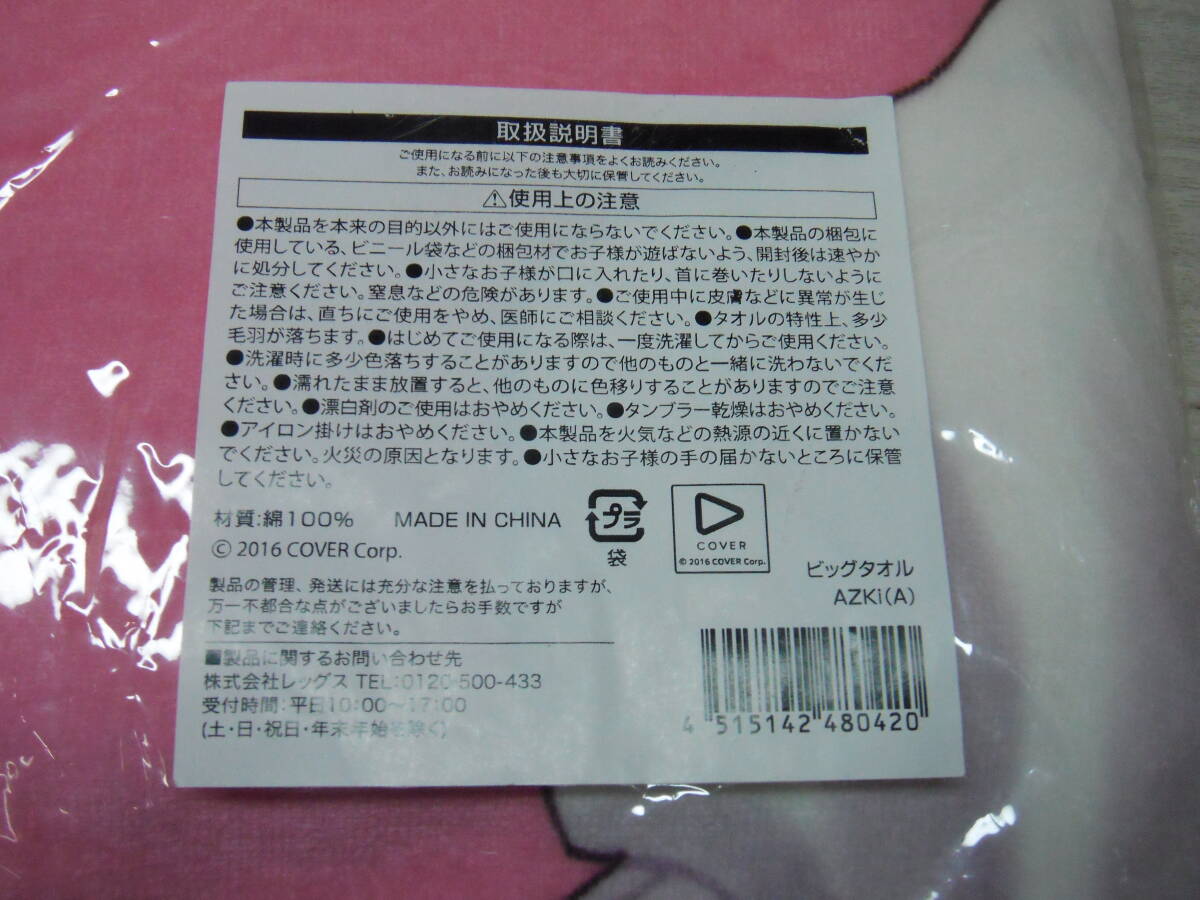 取扱説明書
ご使用になる前に以下の注意事項をよくお読みください。
また、お読みになった後も大切に保管してください。
⚠使用上の注意
●本製品を本来の目的以外にはご使用にならないでください。●本製品の梱包に
使用している、ビニール袋などの梱包材でお子様が遊ばないよう、開封後は速やか
に処分してください。●小さなお子様が口に入れたり、首に巻いたりしないように
ご注意ください。窒息などの危険があります。●ご使用中に皮膚などに異常が生じ
た場合は、直ちにご使用をやめ、医師にご相談ください。●タオルの特性上、多少
毛羽が落ちます。●はじめてご使用になる際は、一度洗濯してからご使用ください。
●洗濯時に多少色落ちすることがありますので他のものと一緒に洗わないでくだ
さい。●濡れたまま放置すると、他のものに色移りすることがありますのでご注意
ください。●漂白剤のご使用はおやめください。●タンブラー乾燥はおやめください。
●アイロン掛けはおやめください。●本製品を火気などの熱源の近くに置かない
でください。火災の原因となります。●小さなお子様の手の届かないところに保管
してください。
材質:綿100% MADE IN CHINA
© 2016 COVER Corp.
プラ
袋
COVER
© 2016 COVER Corp.
ビッグタオル
AZKi(A)
製品の管理、発送には充分な注意を払っておりますが、
万一不都合な点がございましたらお手数ですが
下記までご連絡ください。
■製品に関するお問い合わせ先
株式会社レッグス TEL:0120-500-433
受付時間:平日10:00～17:00
(土・日・祝日・年末年始を除く)
4 515142 480420